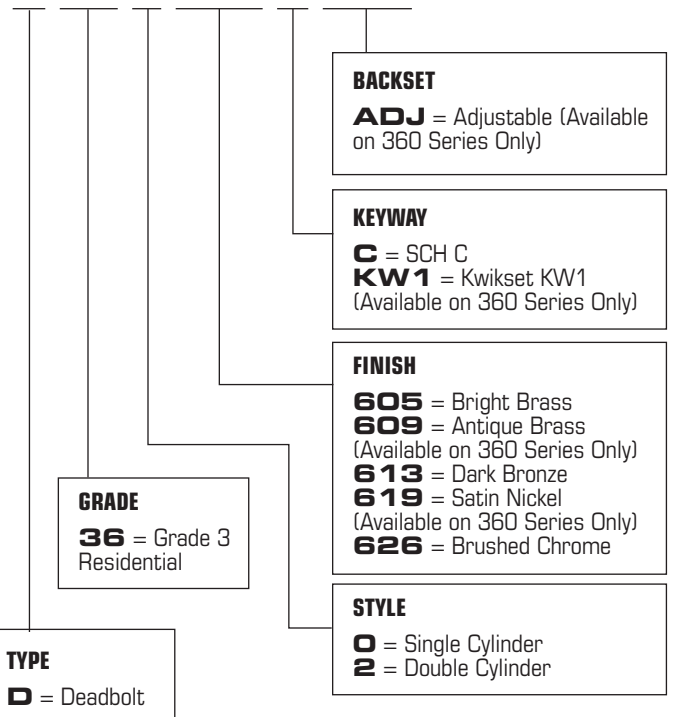 BACKSET
ADJ = Adjustable (Available
on 360 Series Only)
KEYWAY
C = SCH C
KW1 = Kwikset KW1
(Available on 360 Series Only)
FINISH
605 = Bright Brass
609 = Antique Brass
(Available on 360 Series Only)
613 = Dark Bronze
619 = Satin Nickel
(Available on 360 Series Only)
626 = Brushed Chrome
GRADE
36 = Grade 3
Residential
STYLE
0 = Single Cylinder
2 = Double Cylinder
TYPE
D = Deadbolt